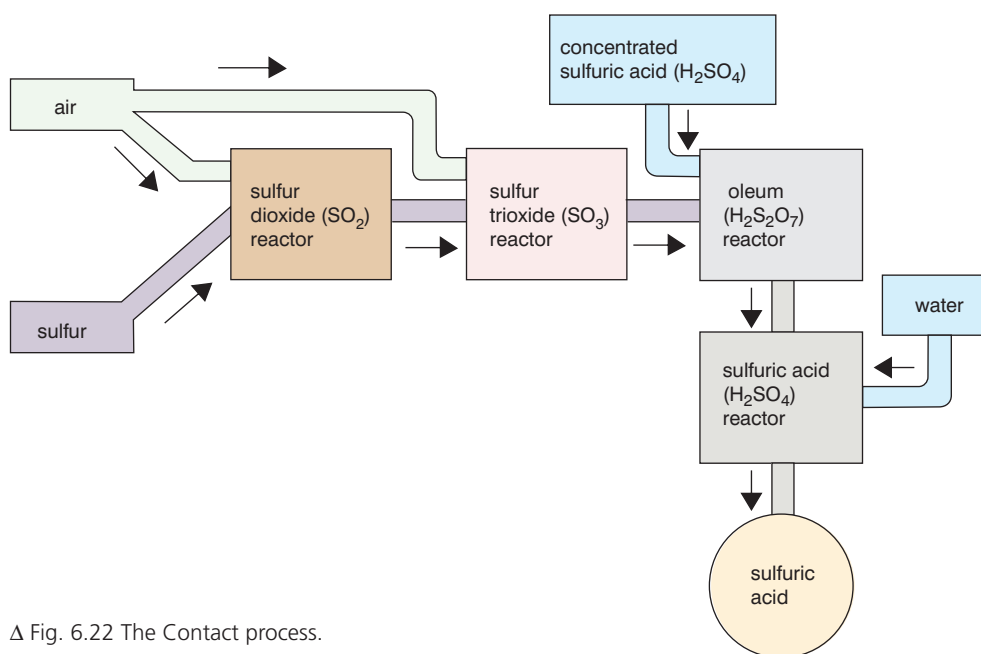 concentrated
sulfuric acid (H₂SO₄)
air
sulfur
dioxide (SO₂)
reactor
sulfur
trioxide (SO₃)
reactor
oleum
(H₂S₂O₇)
reactor
sulfur
water
sulfuric acid
(H₂SO₄)
reactor
sulfuric
acid
Δ Fig. 6.22 The Contact process.